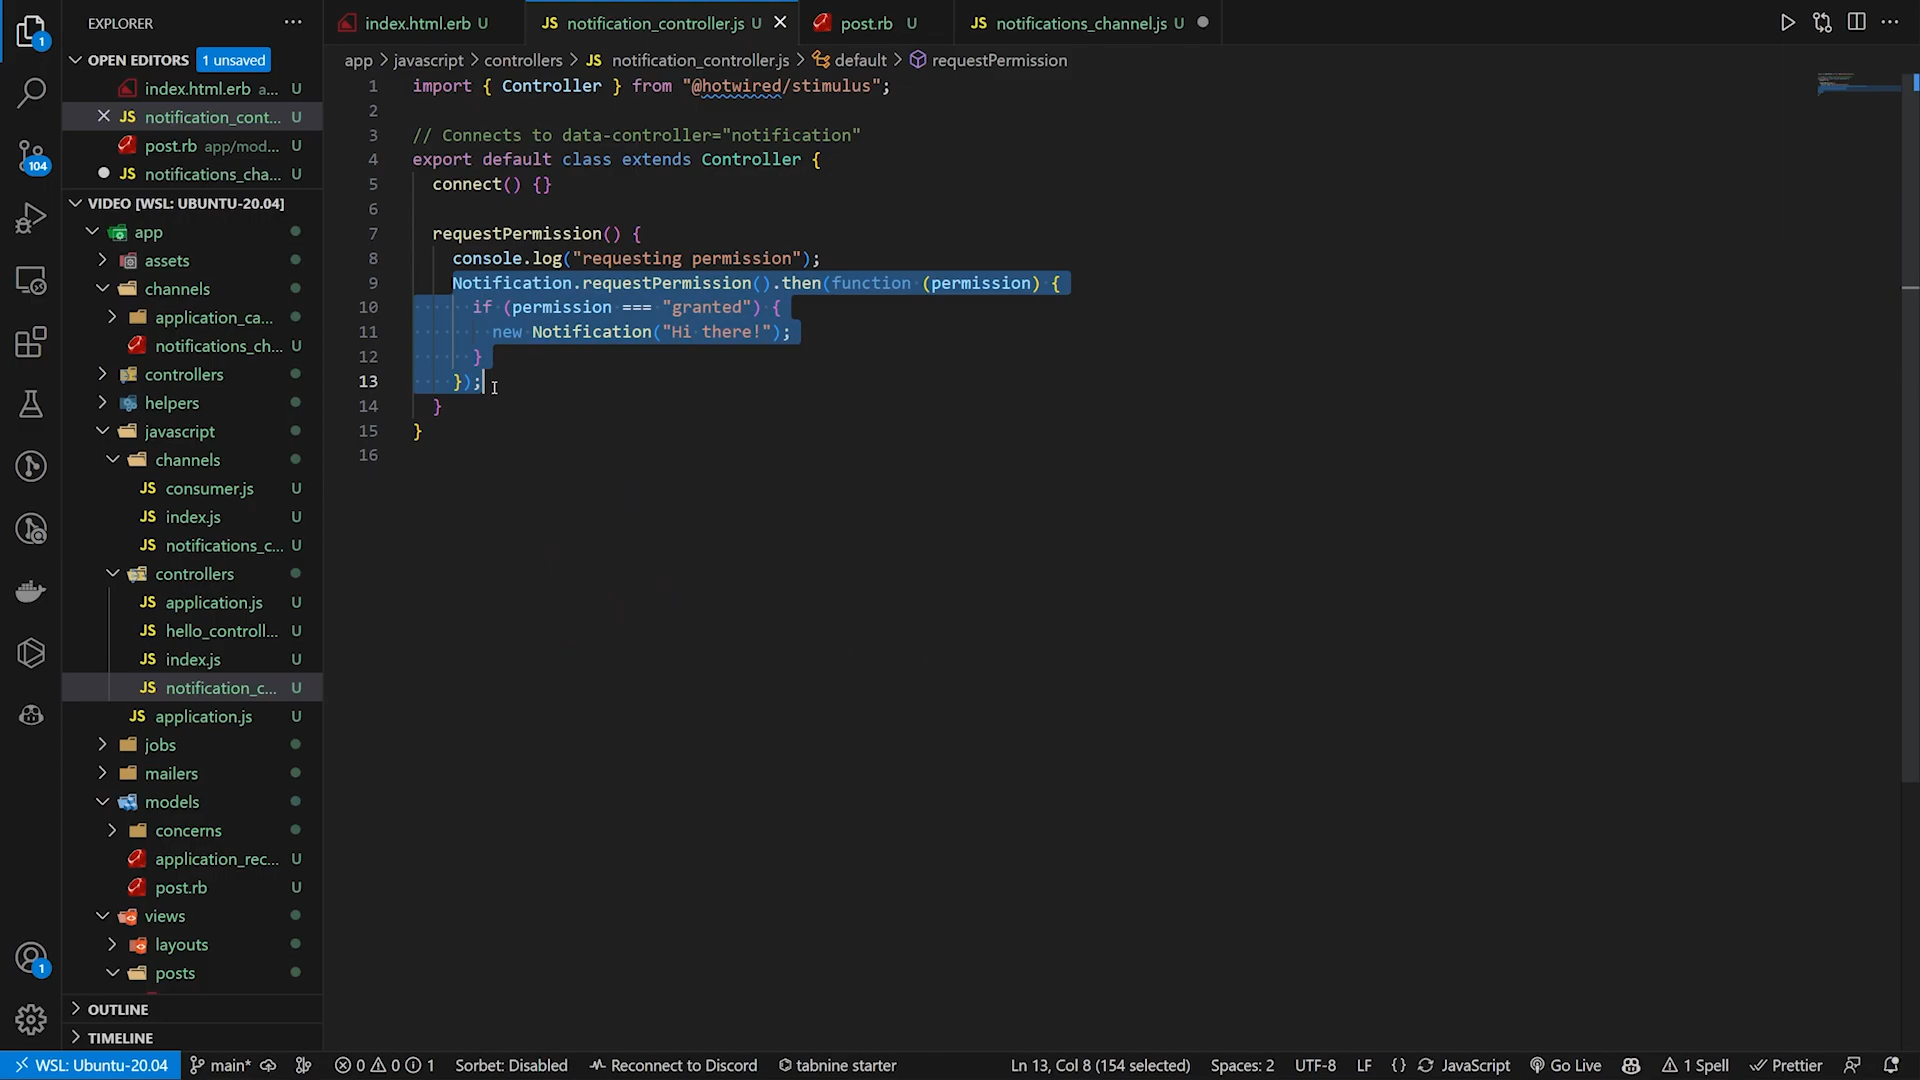 EXPLORER
OPEN EDITORS 1 unsaved
index.html.erb a... U
notification_cont... U
post.rb app/mod... U
notifications_cha... U
VIDEO [WSL: UBUNTU-20.04]
app
assets
channels
application_ca...
notifications_ch... U
controllers
helpers
javascript
channels
consumer.js U
index.js U
notifications_c... U
controllers
application.js U
hello_controll... U
index.js U
notification_c... U
application.js U
jobs
mailers
models
concerns
application_rec... U
post.rb U
views
layouts
posts
OUTLINE
TIMELINE
1
104
1
index.html.erb U
JS notification_controller.js U
post.rb U
JS notifications_channel.js U
app > javascript > controllers > JS notification_controller.js > default > requestPermission
1 import { Controller } from "@hotwired/stimulus";
2
3 // Connects to data-controller="notification"
4 export default class extends Controller {
5 connect() {}
6
7 requestPermission() {
8 console.log("requesting permission");
9 Notification.requestPermission().then(function (permission) {
10 if (permission === "granted") {
11 new Notification("Hi there!");
12 }
13 });
14 }
15 }
16
WSL: Ubuntu-20.04 main* 0 0 1 Sorbet: Disabled Reconnect to Discord tabnine starter Ln 13, Col 8 (154 selected) Spaces: 2 UTF-8 LF {} JavaScript Go Live 1 Spell Prettier